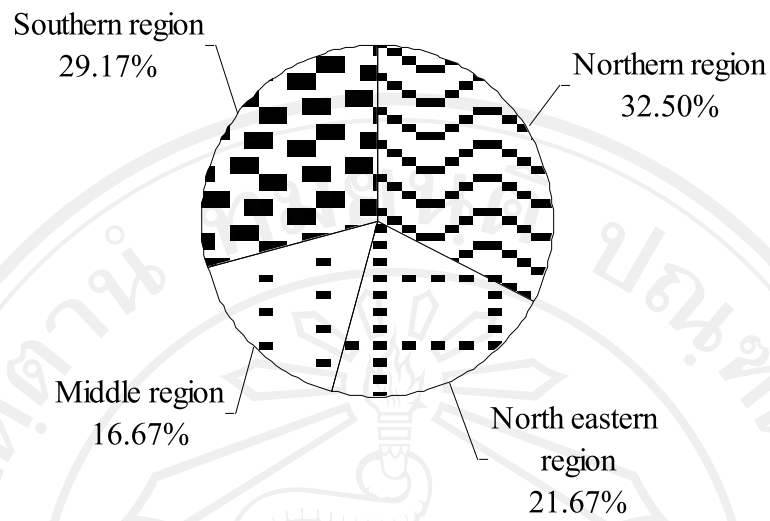 Southern region
29.17%
Northern region
32.50%
Middle region
16.67%
North eastern
region
21.67%